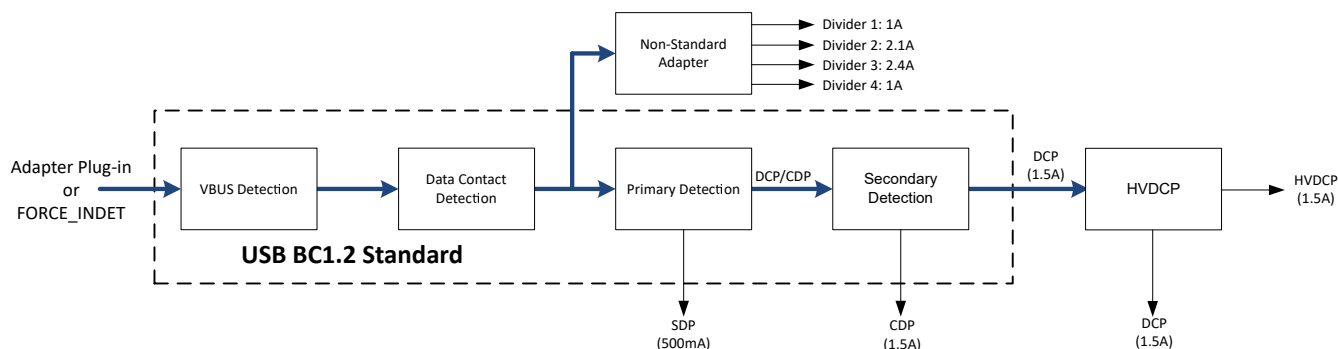 Divider 1: 1A
Divider 2: 2.1A
Divider 3: 2.4A
Divider 4: 1A
Non-Standard
Adapter
Adapter Plug-in
or
FORCE_INDET
VBUS Detection
Data Contact
Detection
Primary Detection
DCP/CDP
Secondary
Detection
DCP
(1.5A)
HVDCP
HVDCP
(1.5A)
USB BC1.2 Standard
SDP
(500mA)
CDP
(1.5A)
DCP
(1.5A)